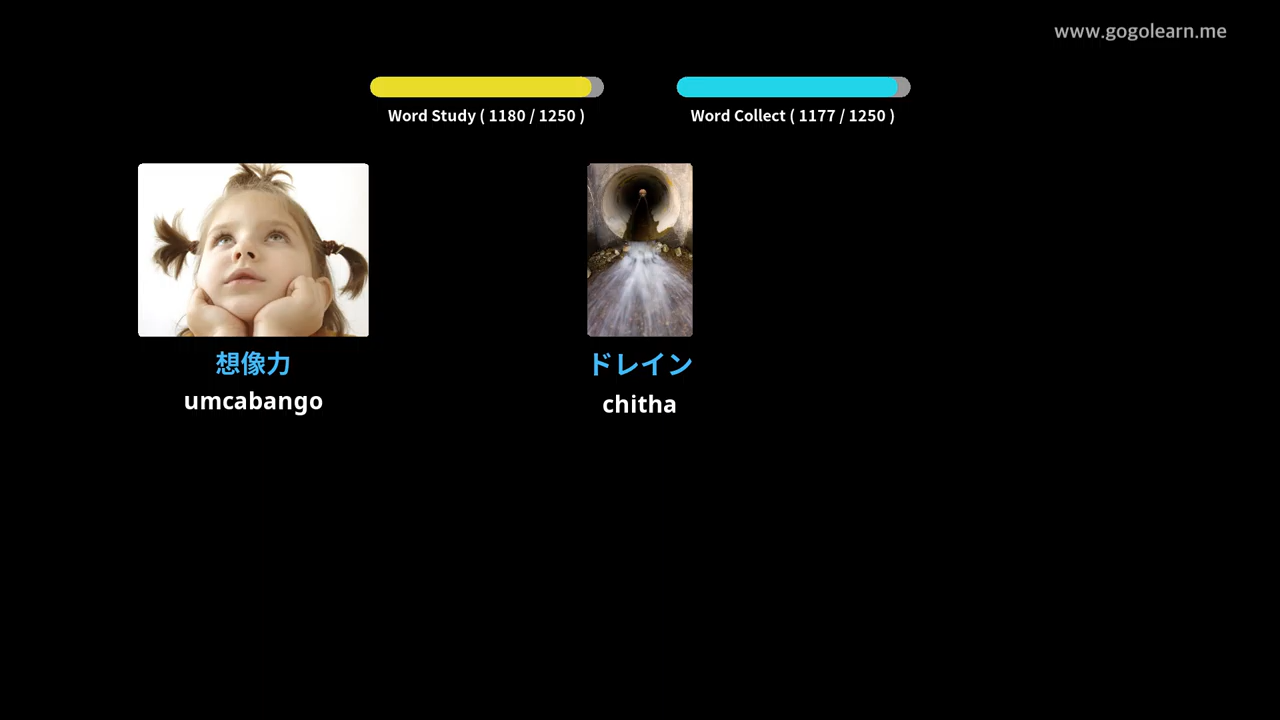 www.gogolearn.me
Word Study ( 1180 / 1250 )
Word Collect ( 1177 / 1250 )
想像力
umcabango
ドレイン
chitha